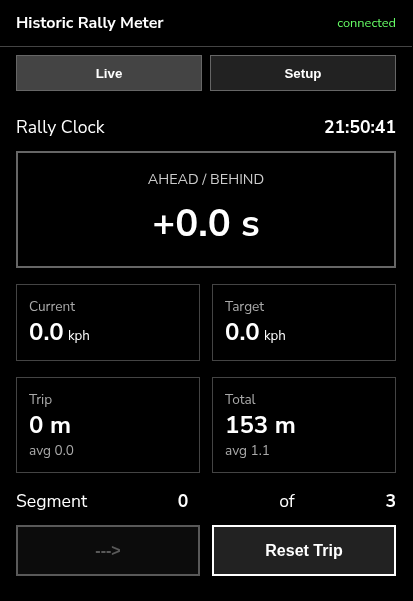 Historic Rally Meter connected
Live Setup
Rally Clock 21:50:41
AHEAD / BEHIND
+0.0 s
Current Target
0.0 kph 0.0 kph
Trip Total
0 m 153 m
avg 0.0 avg 1.1
Segment 0 of 3
---> Reset Trip